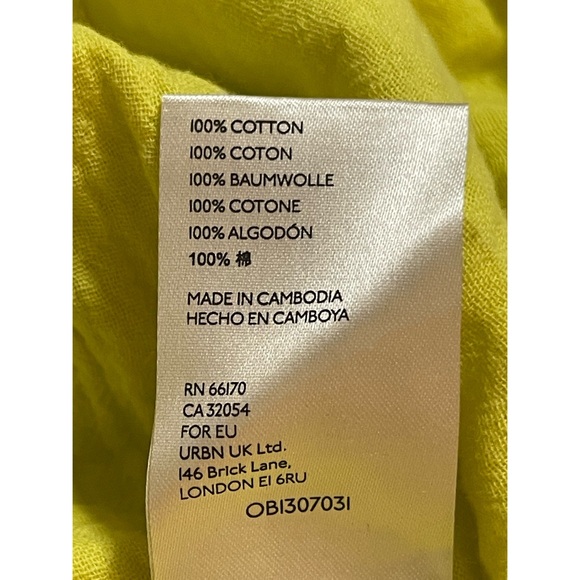 100% COTTON
100% COTON
100% BAUMWOLLE
100% COTONE
100% ALGODÓN
100% 棉
MADE IN CAMBODIA
HECHO EN CAMBOYA
RN 66170
CA 32054
FOR EU
URBN UK Ltd.
146 Brick Lane,
LONDON E1 6RU
OB1307031